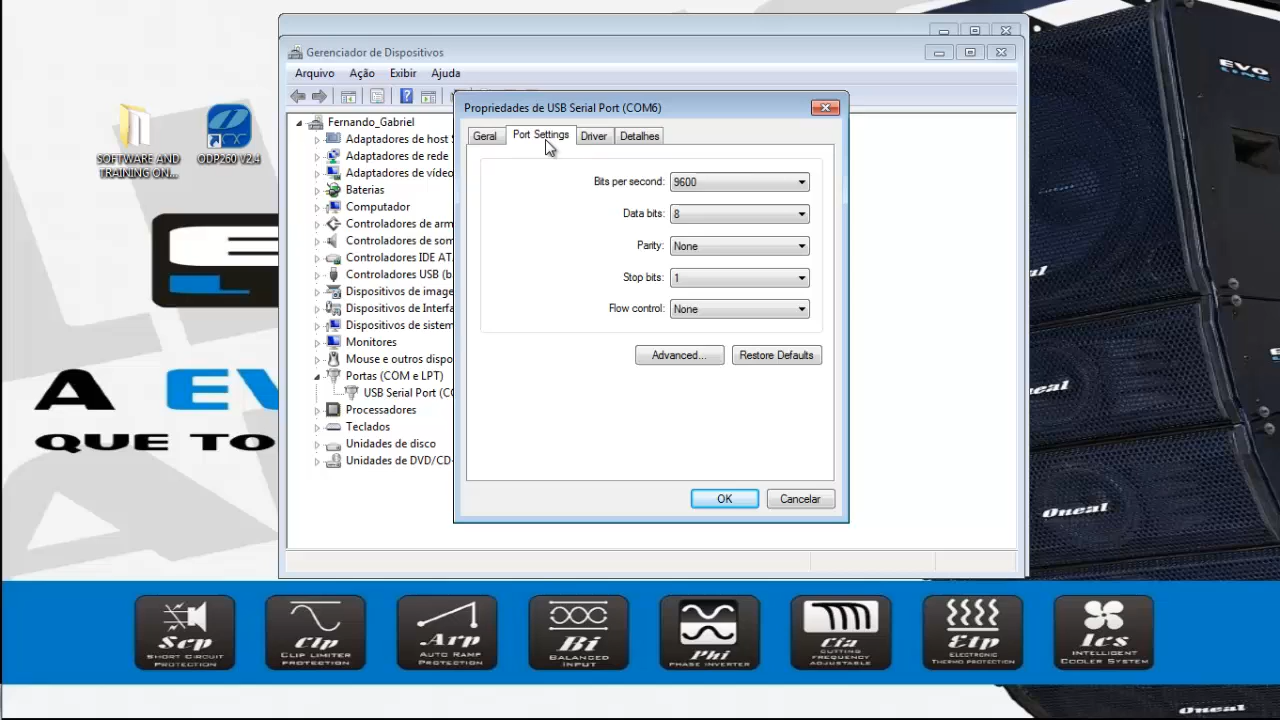 Gerenciador de Dispositivos
Arquivo Ação Exibir Ajuda
Propriedades de USB Serial Port (COM6)
Geral Port Settings Driver Detalhes
Bits per second: 9600
Data bits: 8
Parity: None
Stop bits: 1
Flow control: None
Advanced... Restore Defaults
OK Cancelar
Fernando_Gabriel
Adaptadores de host
Adaptadores de rede
Adaptadores de vídeo
Baterias
Computador
Controladores de arm
Controladores de som
Controladores IDE AT
Controladores USB (b
Dispositivos de image
Dispositivos de Interfa
Dispositivos de sistem
Monitores
Mouse e outros dispo
Portas (COM e LPT)
USB Serial Port (CO
Processadores
Teclados
Unidades de disco
Unidades de DVD/CD-
SOFTWARE AND
TRAINING ON...
ODP260 V2.4
A EV
QUE TO
EVO
LINE
Oneal
Oneal
Oneal
Scp
SHORT CIRCUIT
PROTECTION
Clp
CLIP LIMITER
PROTECTION
Arp
AUTO RAMP
PROTECTION
Bi
BALANCED
INPUT
Phi
PHASE INVERTER
Cfa
CUTTING
FREQUENCY
ADJUSTABLE
Etp
ELECTRONIC
THERMO PROTECTION
Ics
INTELLIGENT
COOLER SYSTEM